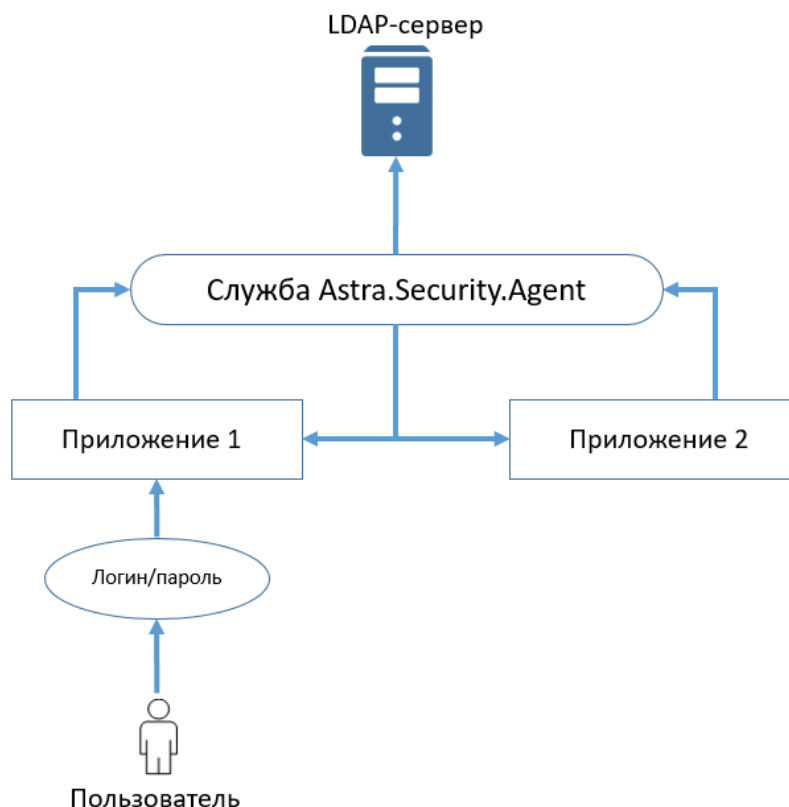 LDAP-сервер
Служба Astra.Security.Agent
Приложение 1
Приложение 2
Логин/пароль
Пользователь